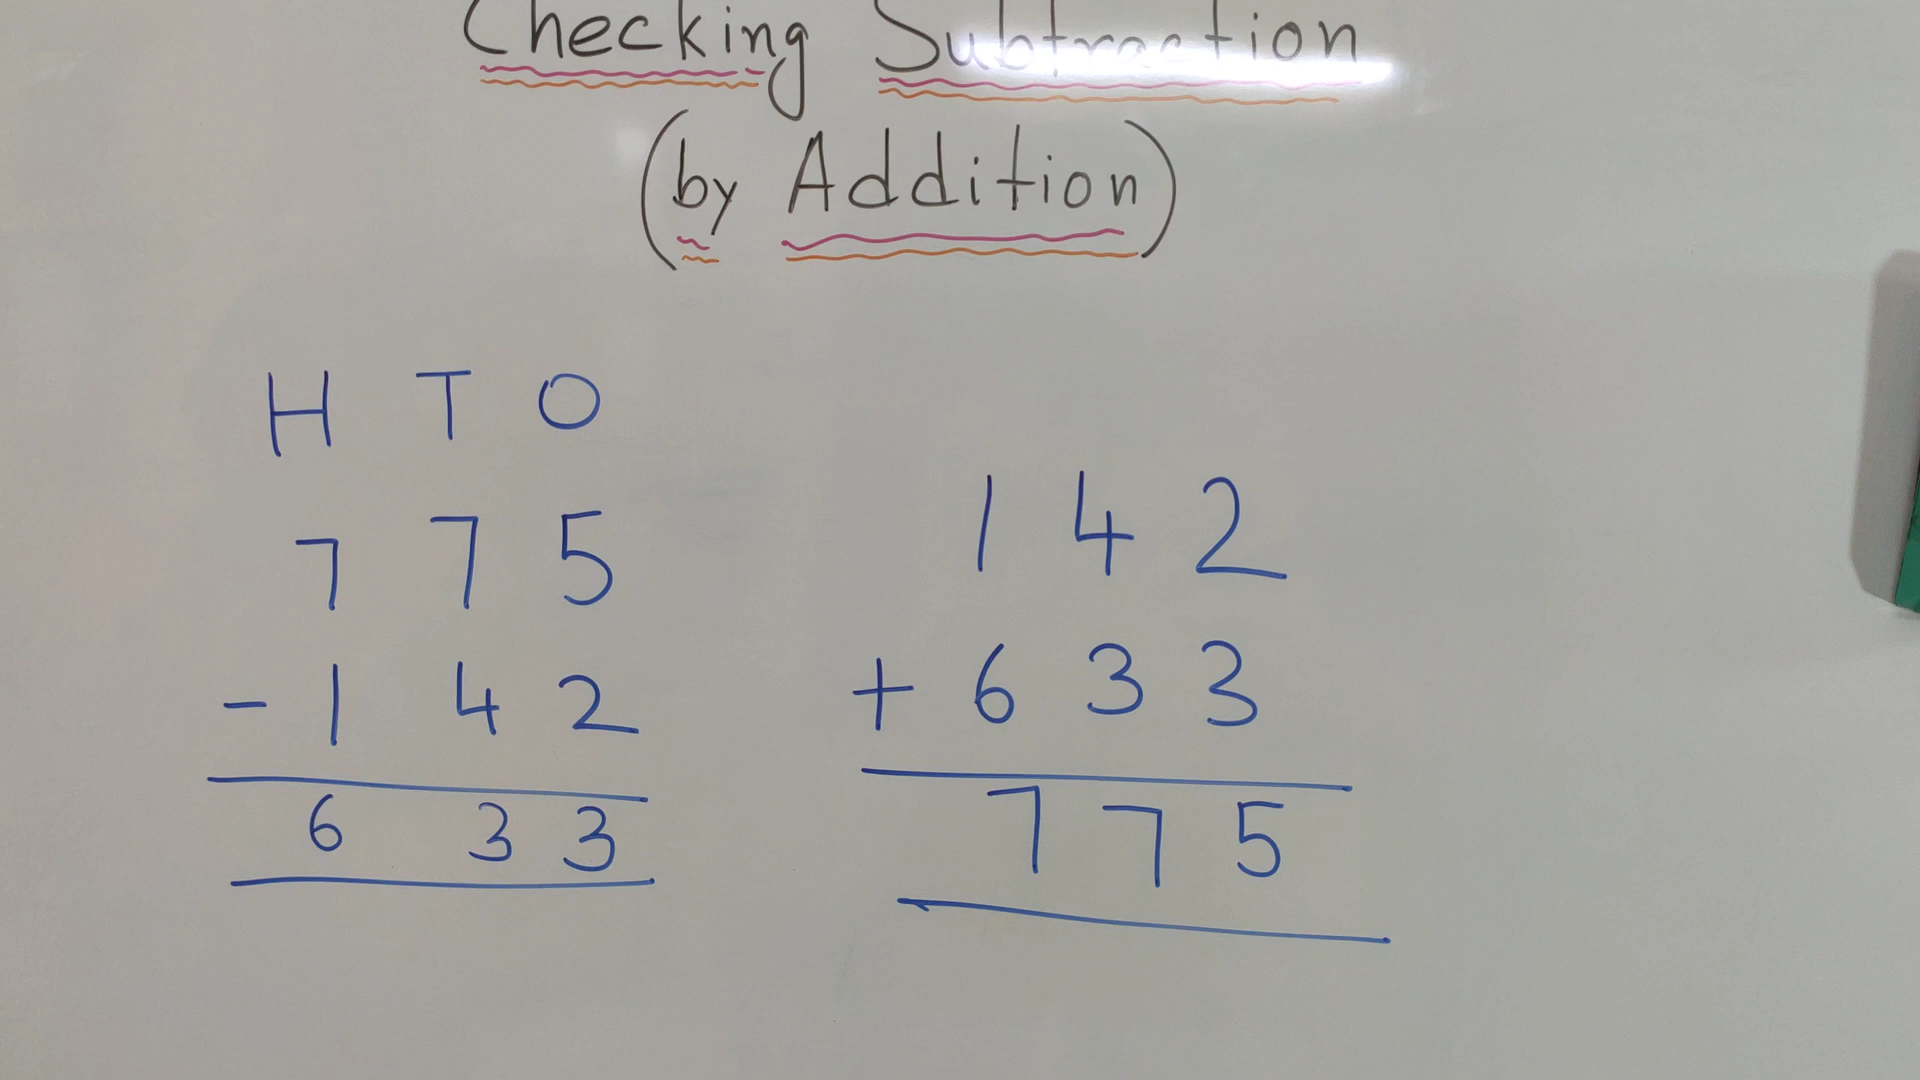 Checking Subtraction
(by Addition)
H T O
7 7 5
- 1 4 2
6 3 3
1 4 2
+ 6 3 3
7 7 5